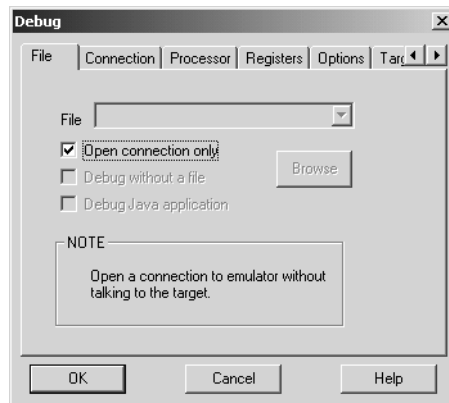 Debug
File Connection Processor Registers Options
File
Open connection only
Debug without a file
Browse
Debug Java application
NOTE
Open a connection to emulator without
talking to the target.
OK Cancel Help